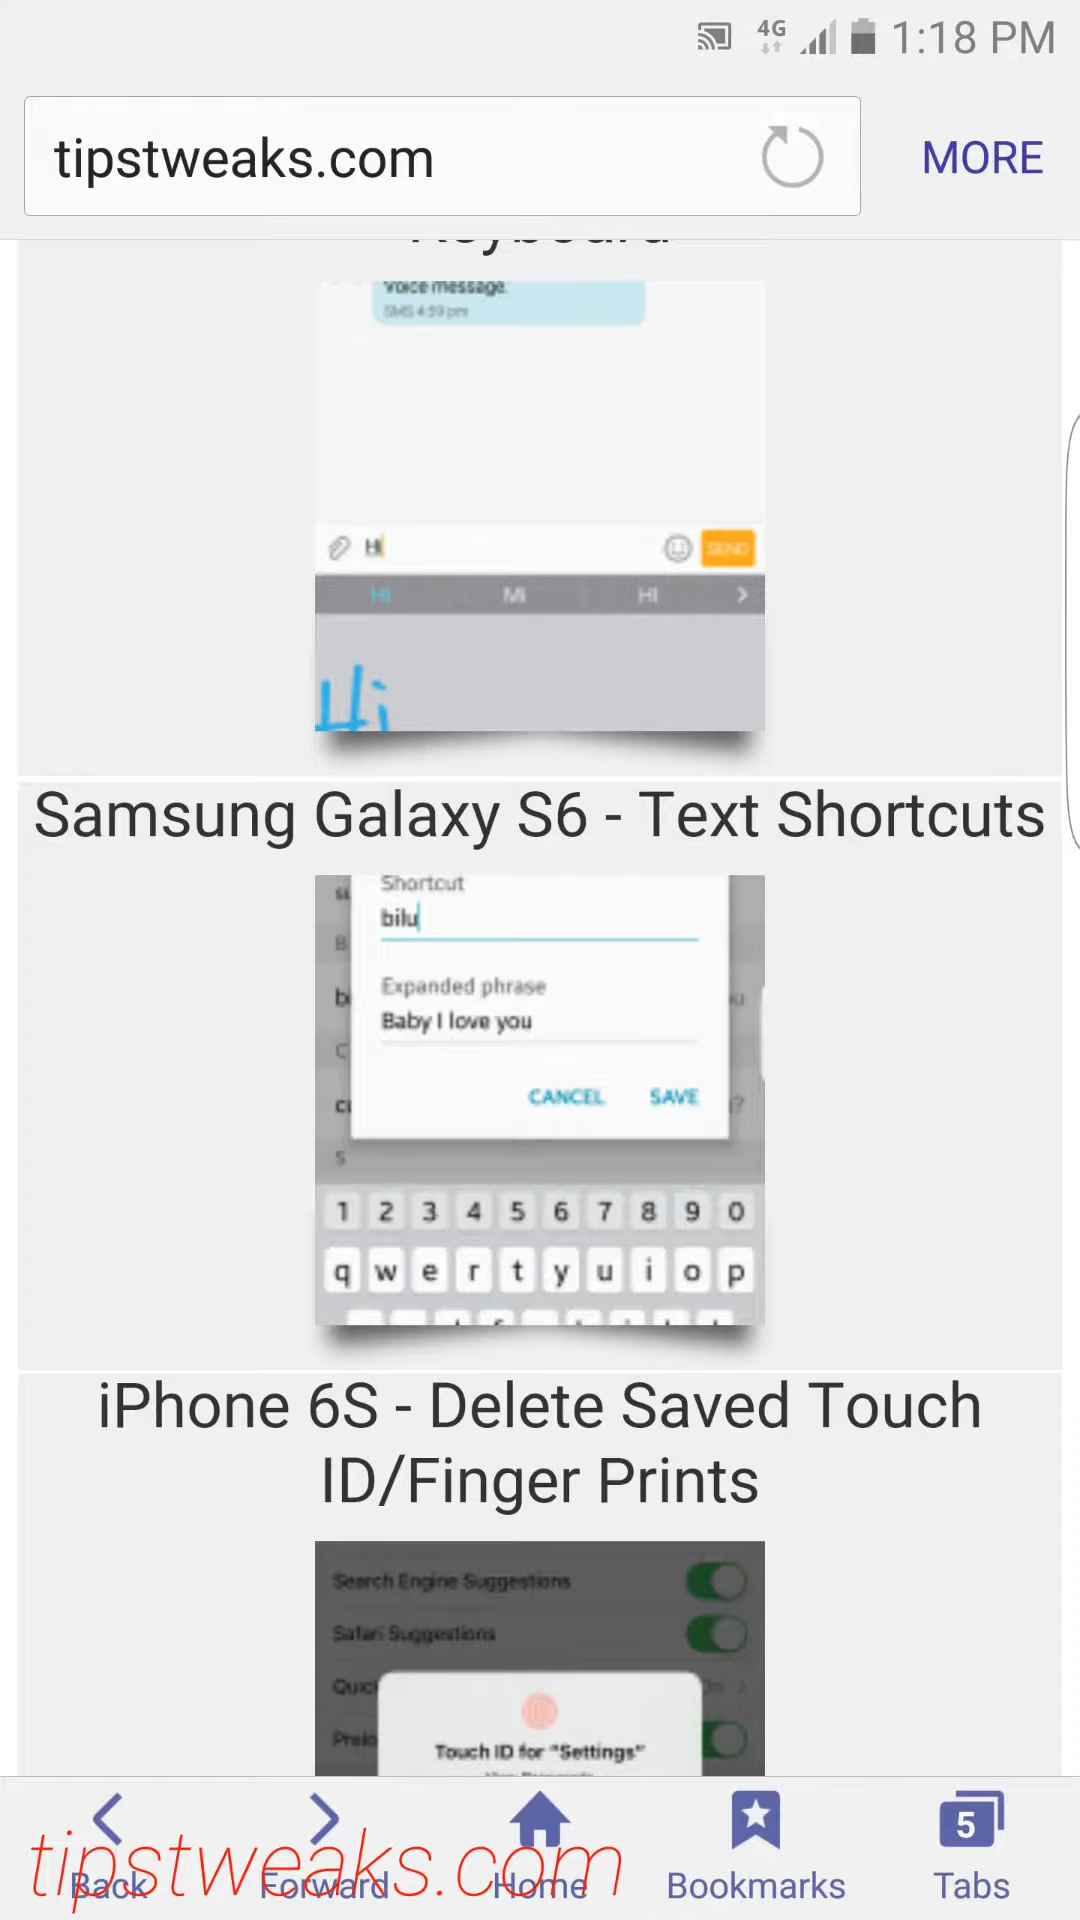 4G 1:18 PM
tipstweaks.com MORE
Keyboard
Voice message.
SMS 4:59 pm
Hi SEND
Hi Mi HI
Hi
Samsung Galaxy S6 - Text Shortcuts
Shortcut
bilu
B
Expanded phrase
Baby I love you
C
CANCEL SAVE
?
S
1 2 3 4 5 6 7 8 9 0
q w e r t y u i o p
iPhone 6S - Delete Saved Touch
ID/Finger Prints
Search Engine Suggestions
Safari Suggestions
Touch ID for "Settings"
5
Back Forward Home Bookmarks Tabs
tipstweaks.com